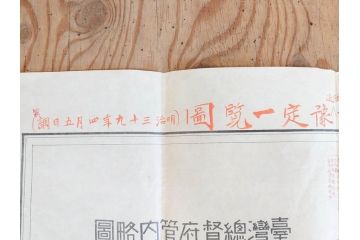 豫定一覽圖(明治三十九年四月五日調)
臺灣總督府管內略圖